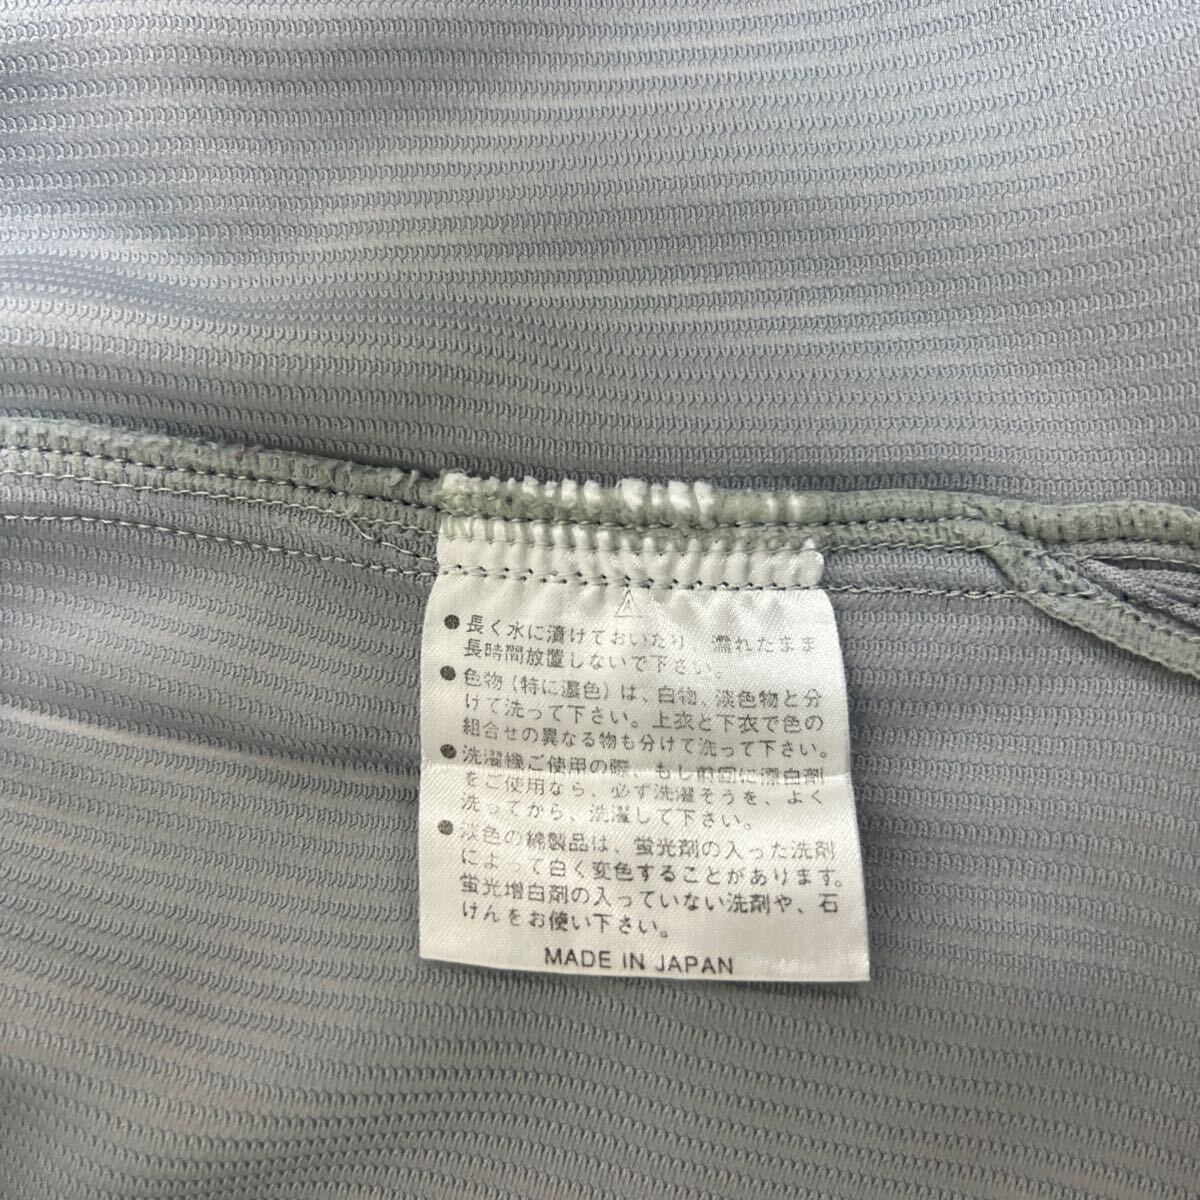 ●長く水に漬けておいたり、濡れたまま
長時間放置しないで下さい。
●色物(特に濃色)は、白物、淡色物と分
けて洗って下さい。上衣と下衣で色の
組合せの異なる物も分けて洗って下さい。
●洗濯機ご使用の際、もし前回に漂白剤
をご使用なら、必ず洗濯そうを、よく
洗ってから、洗濯して下さい。
●淡色の綿製品は、蛍光剤の入った洗剤
によって白く変色することがあります。
蛍光増白剤の入っていない洗剤や、石
けんをお使い下さい。
MADE IN JAPAN